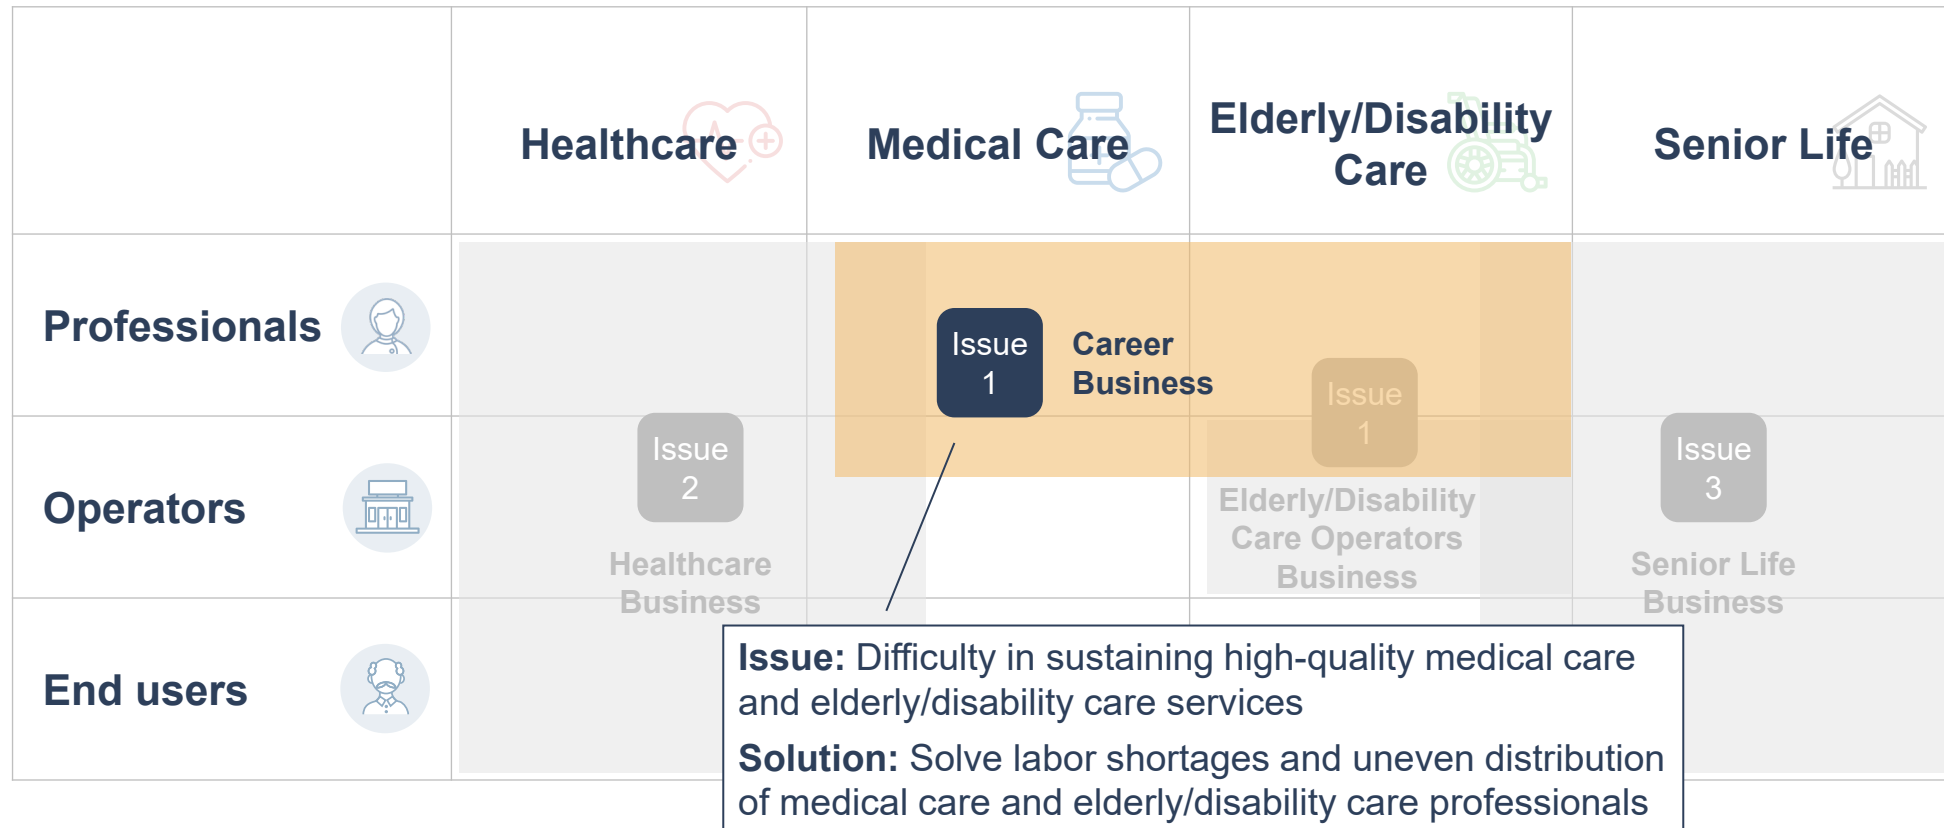 Healthcare
Medical Care
Elderly/Disability
Care
Senior Life
Professionals
Issue
1
Career
Business
Issue
1
Operators
Issue
2
Healthcare
Business
Elderly/Disability
Care Operators
Business
Issue
3
Senior Life
Business
End users
Issue: Difficulty in sustaining high-quality medical care
and elderly/disability care services
Solution: Solve labor shortages and uneven distribution
of medical care and elderly/disability care professionals